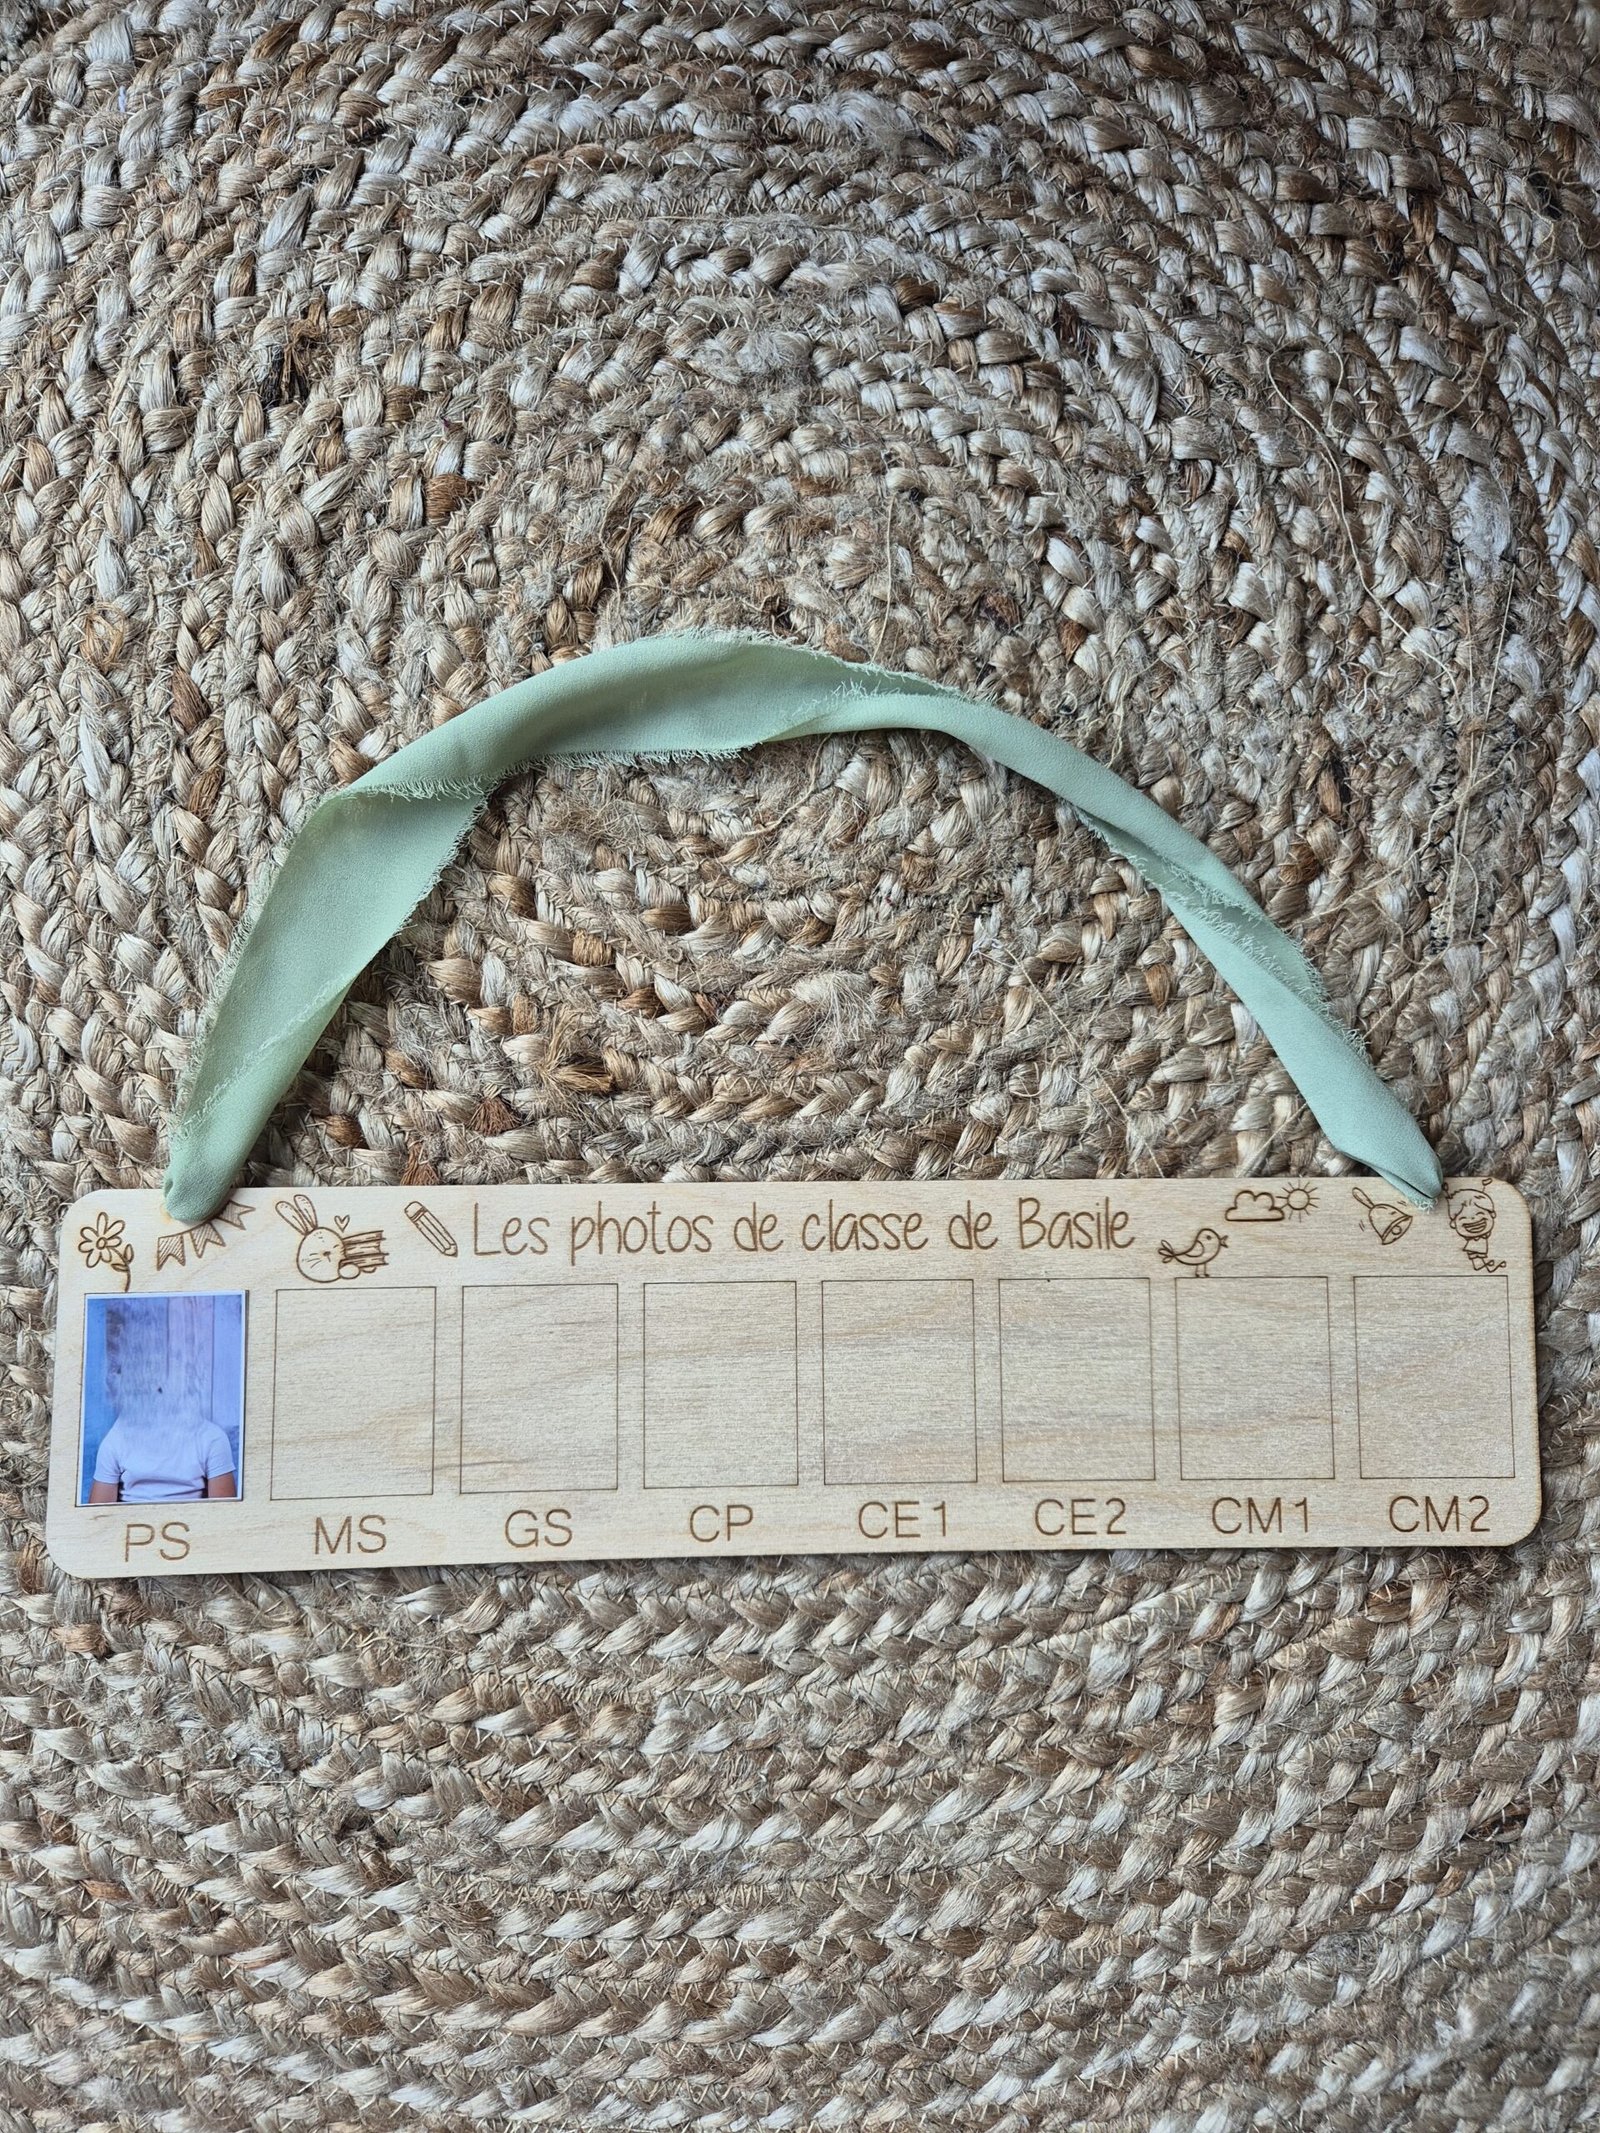 Les photos de classe de Basile
PS MS GS CP CE1 CE2 CM1 CM2